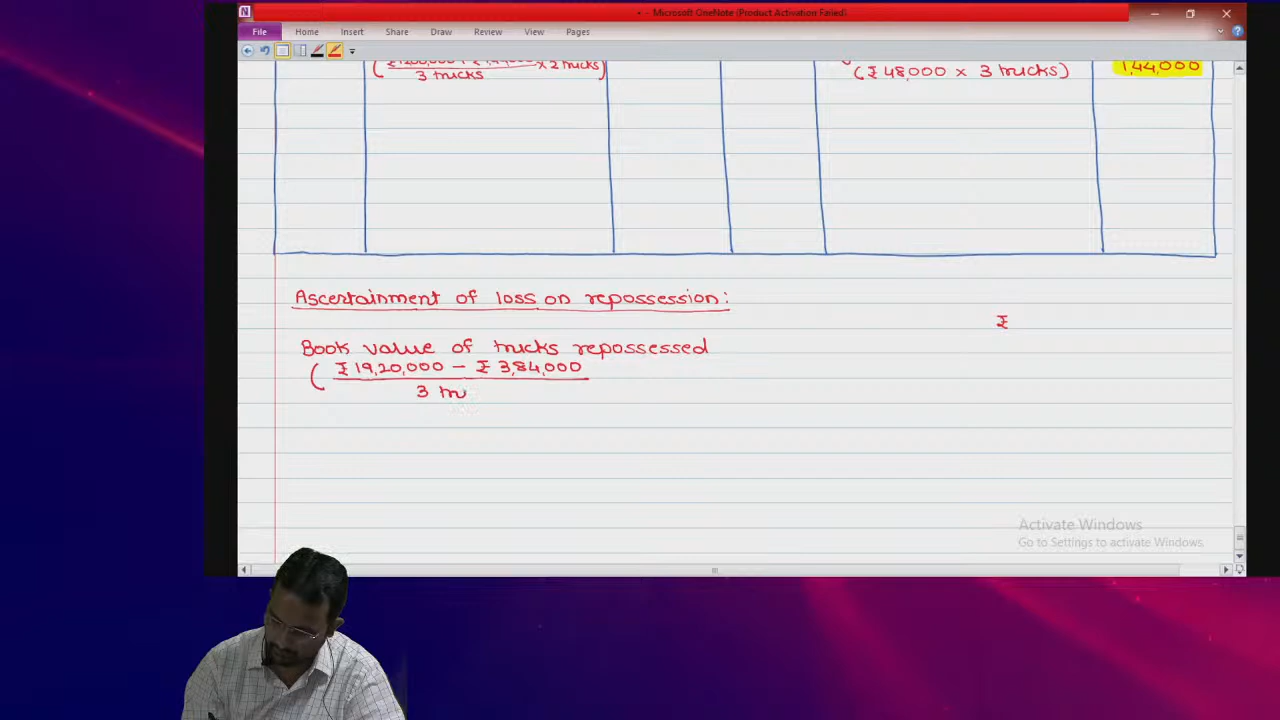 Microsoft OneNote (Product Activation Failed)
File Home Insert Share Draw Review View Pages
3 trucks × 2 trucks)
(₹ 48,000 × 3 trucks) 1,44,000
Ascertainment of loss on repossession:
₹
Book value of trucks repossessed
( ₹ 19,20,000 − ₹ 3,84,000
3 tru
Activate Windows
Go to Settings to activate Windows.